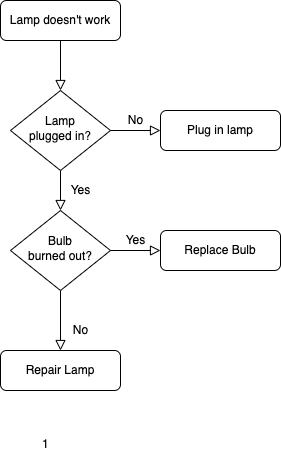 Lamp doesn't work
Lamp
plugged in?
No
Plug in lamp
Yes
Bulb
burned out?
Yes
Replace Bulb
No
Repair Lamp
1